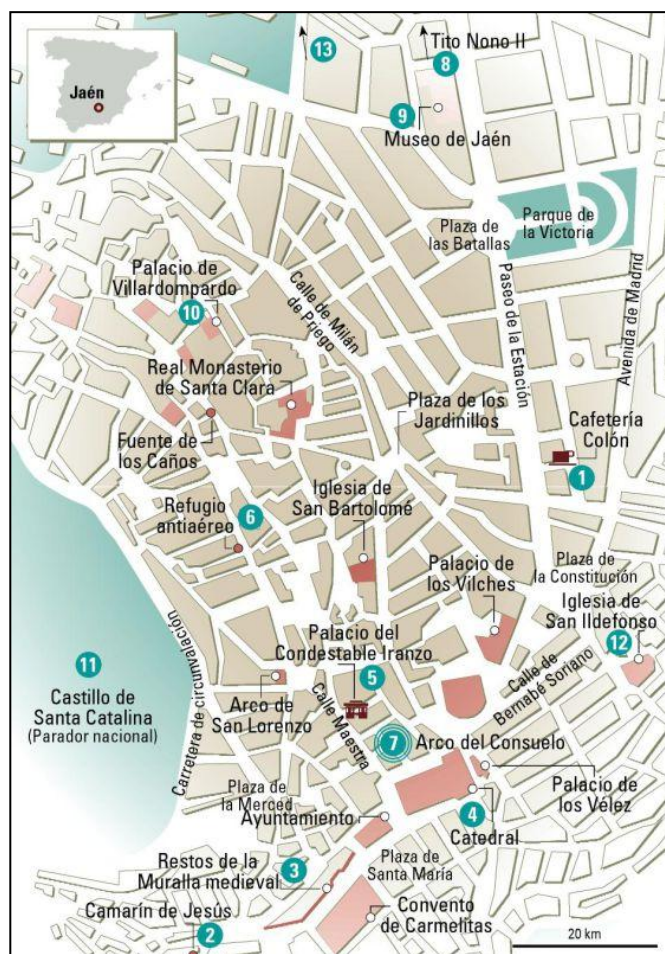 Jaén
13
Tito Nono II
8
9
Museo de Jaén
Plaza de
las Batallas
Parque de
la Victoria
Palacio de
Villardompardo
10
Calle de Milán
de Priego
Paseo de la Estación
Avenida de Madrid
Real Monasterio
de Santa Clara
Plaza de los
Jardinillos
Cafetería
Colón
1
Fuente de
los Caños
Iglesia de
San Bartolomé
Refugio
antiaéreo
6
Palacio de
los Vilches
Plaza de
la Constitución
Iglesia de
San Ildefonso
12
11
Castillo de
Santa Catalina
(Parador nacional)
Carretera de circunvalación
Palacio del
Condestable Iranzo
5
Calle de
Bernabé Soriano
Arco de
San Lorenzo
Calle Maestra
7
Arco del Consuelo
Plaza de
la Merced
Ayuntamiento
Palacio de
los Vélez
4
Catedral
Restos de la
Muralla medieval
3
Plaza de
Santa María
Camarín de Jesús
2
Convento
de Carmelitas
20 km